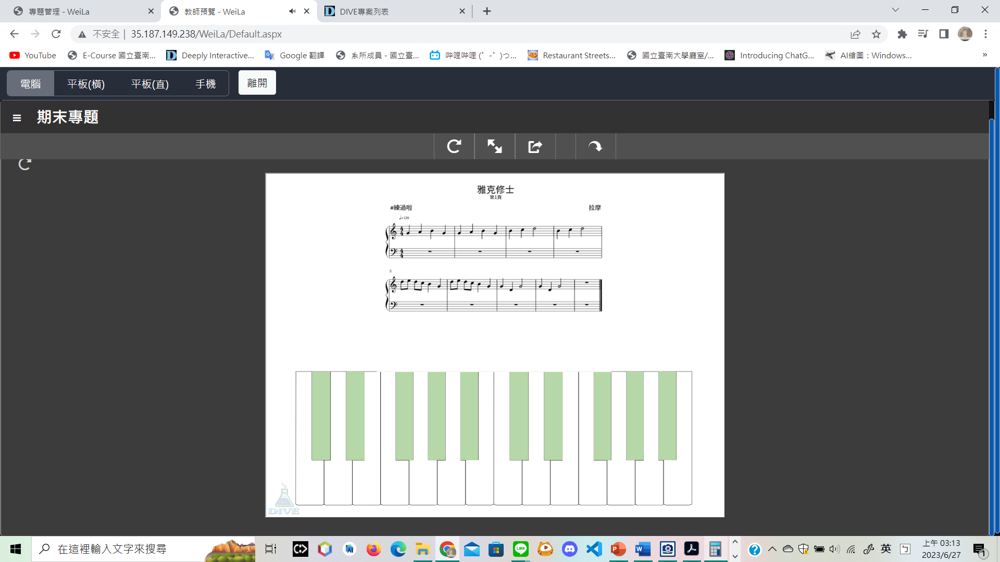 專題管理 - WeiLa
教師預覽 - WeiLa
DIVE專案列表
不安全 | 35.187.149.238/WeiLa/Default.aspx
YouTube
E-Course 國立臺南...
Deeply Interactive...
Google 翻譯
系所成員 - 國立臺...
嗶哩嗶哩 (゜-゜)つ...
Restaurant Streets...
國立臺南大學廳室/...
Introducing ChatG...
AI繪圖：Windows...
»
電腦
平板(橫)
平板(直)
手機
離開
期末專題
雅克修士
第1頁
#練過啦
拉摩
♩= 120
5
DiVE
在這裡輸入文字來搜尋
英
ㄅ
上午 03:13
2023/6/27
1